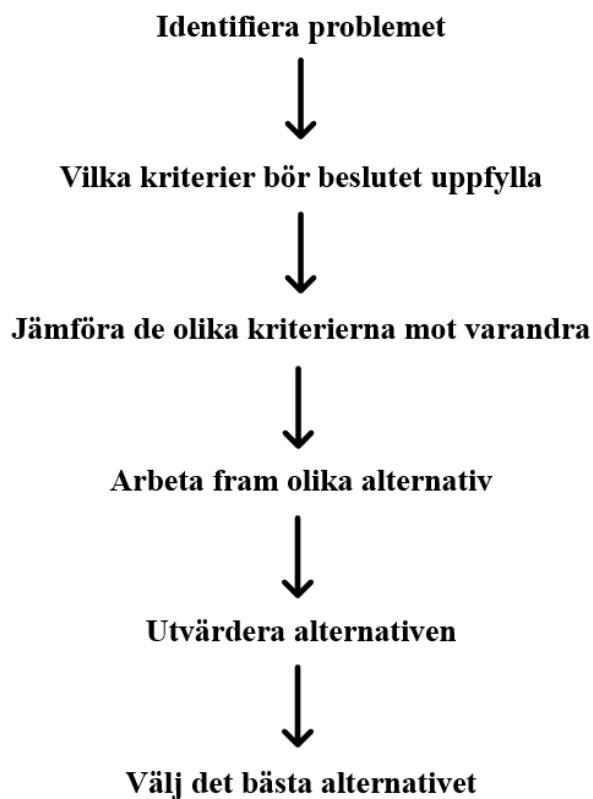 Identifiera problemet
Vilka kriterier bör beslutet uppfylla
Jämföra de olika kriterierna mot varandra
Arbeta fram olika alternativ
Utvärdera alternativen
Välj det bästa alternativet